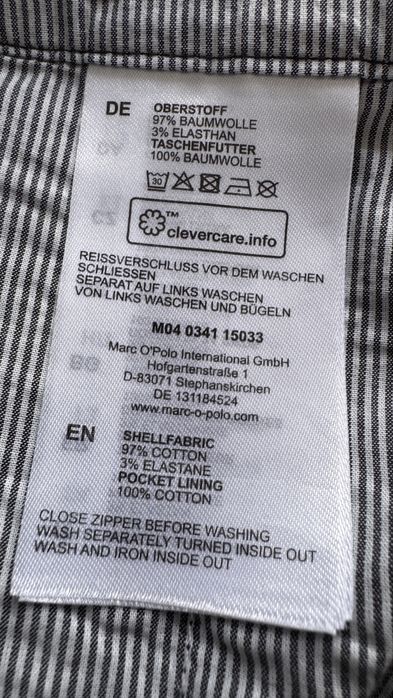 DE OBERSTOFF
97% BAUMWOLLE
3% ELASTHAN
TASCHENFUTTER
100% BAUMWOLLE
30
™
clevercare.info
REISSVERSCHLUSS VOR DEM WASCHEN
SCHLIESSEN
SEPARAT AUF LINKS WASCHEN
VON LINKS WASCHEN UND BÜGELN
M04 0341 15033
Marc O'Polo International GmbH
Hofgartenstraße 1
D-83071 Stephanskirchen
DE 131184524
www.marc-o-polo.com
EN SHELLFABRIC
97% COTTON
3% ELASTANE
POCKET LINING
100% COTTON
CLOSE ZIPPER BEFORE WASHING
WASH SEPARATELY TURNED INSIDE OUT
WASH AND IRON INSIDE OUT